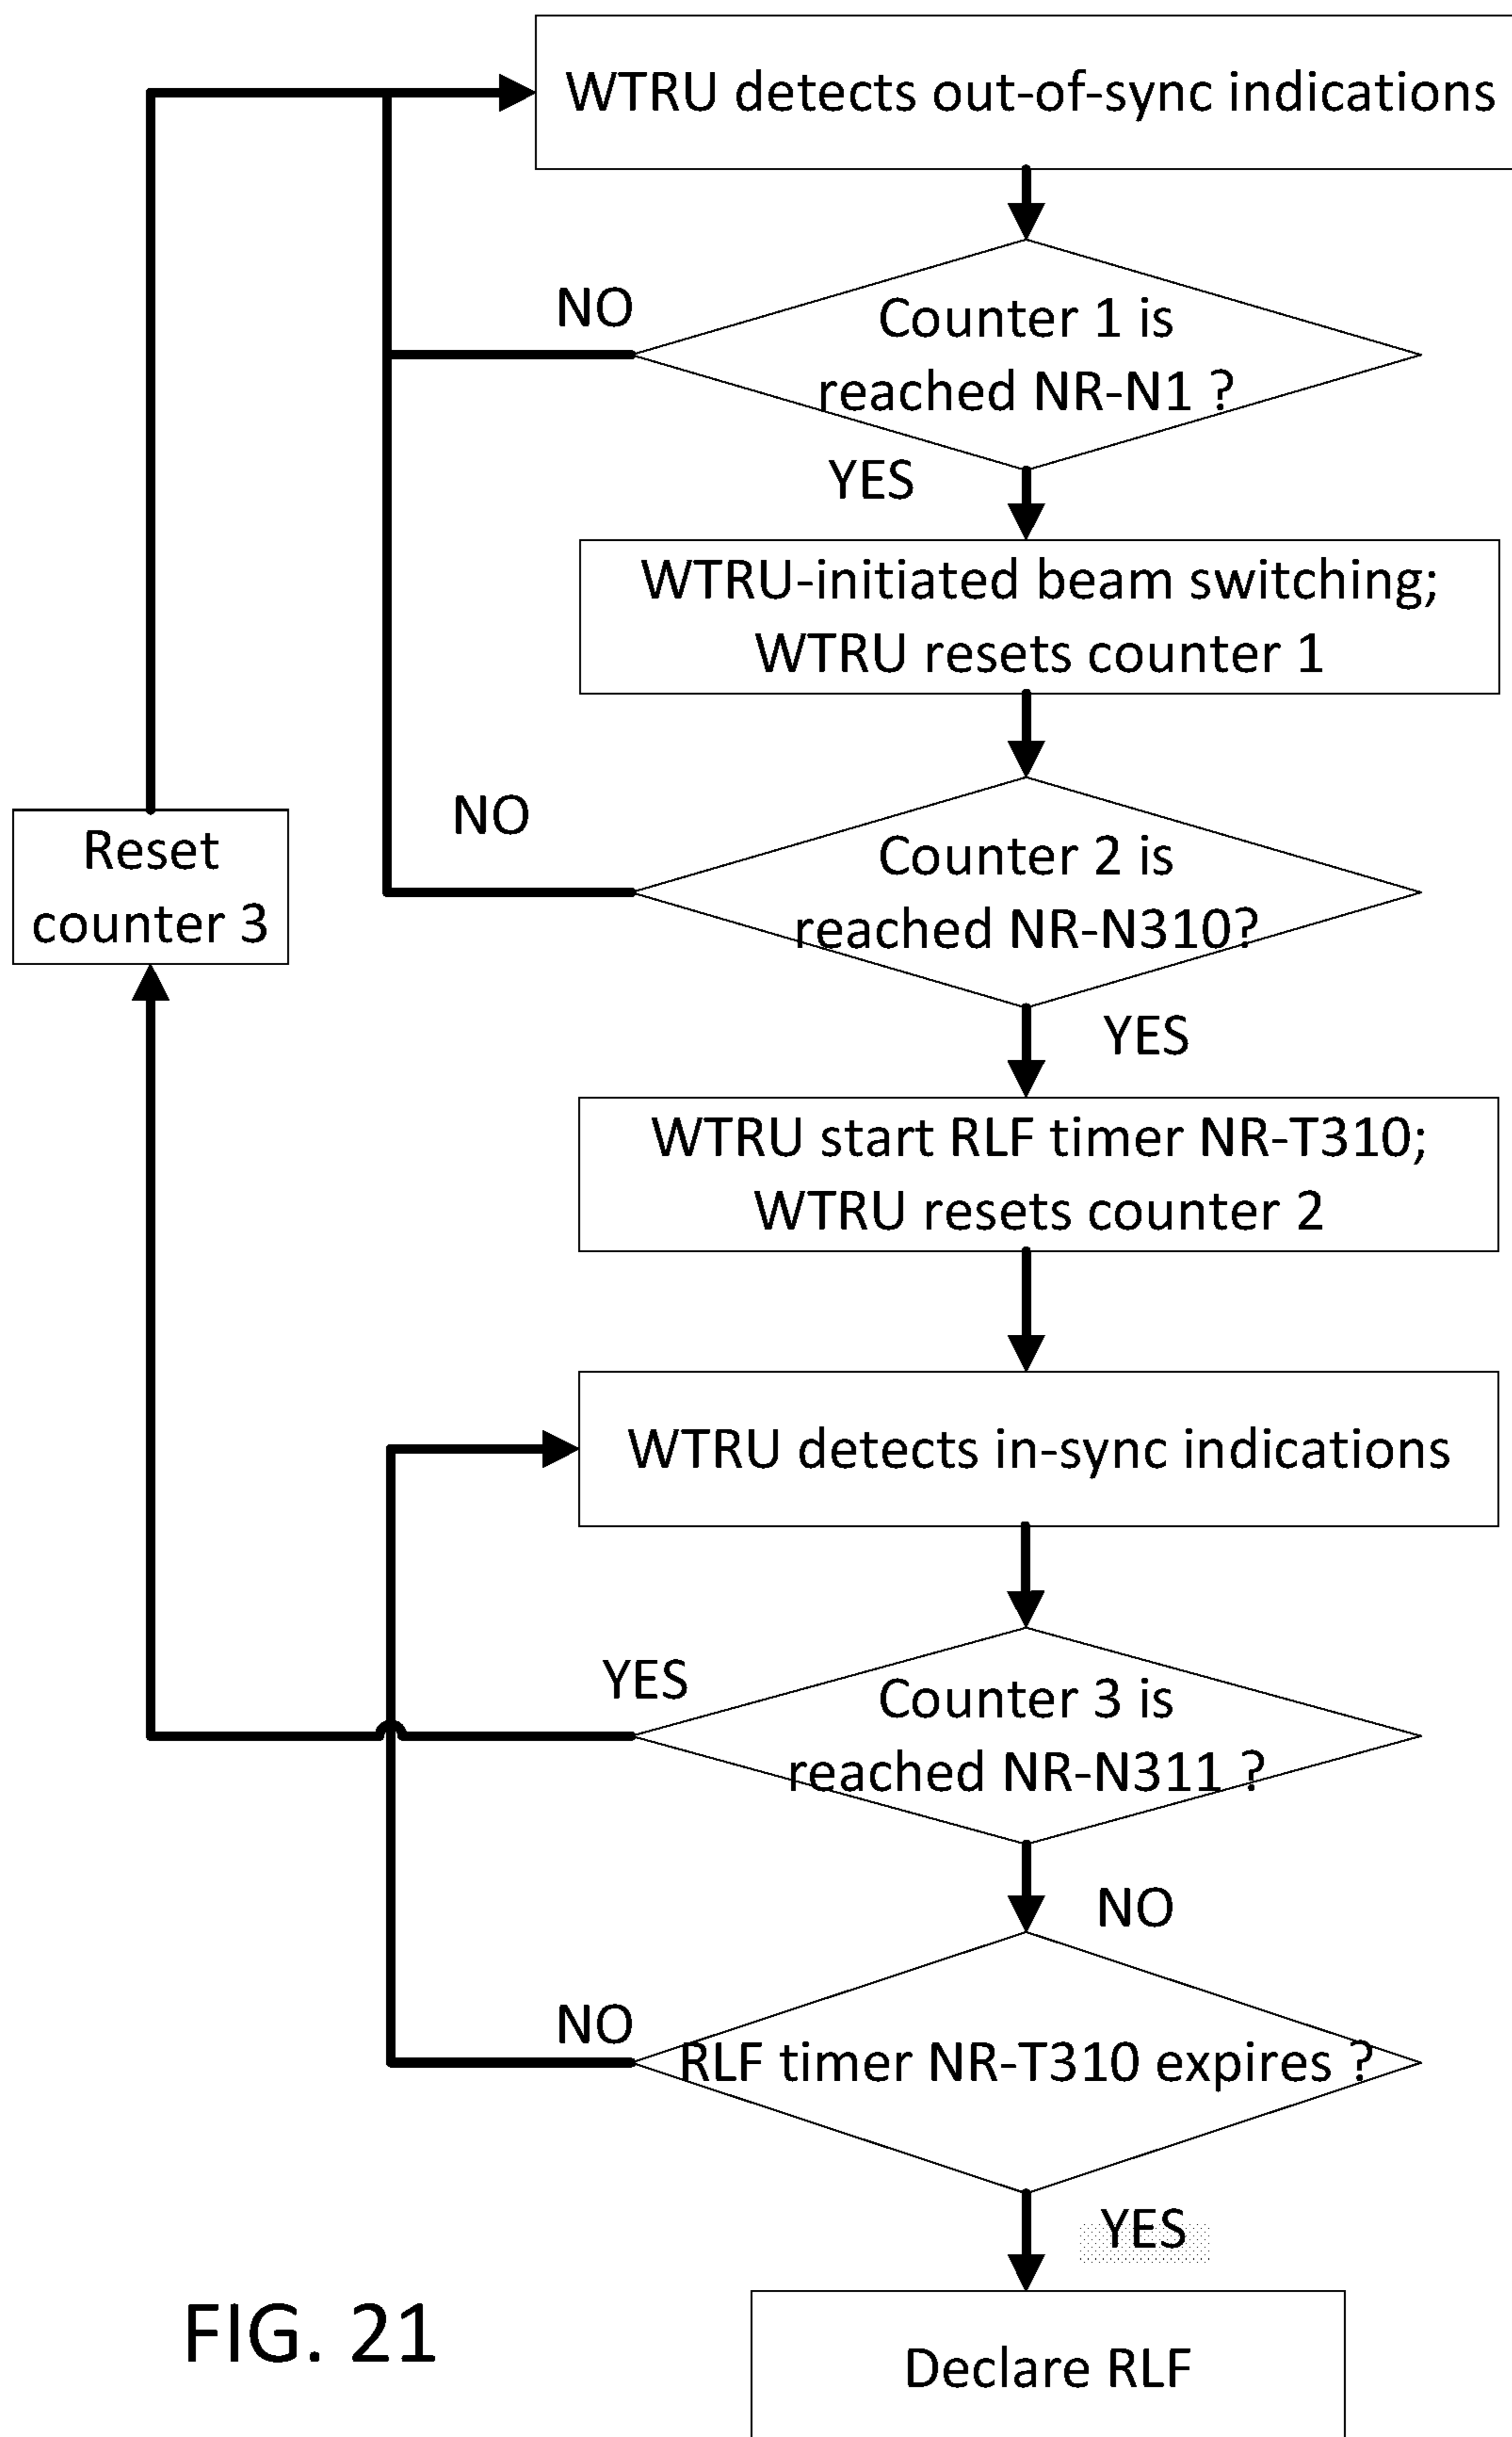 WTRU detects out-of-sync indications
NO
Counter 1 is
reached NR-N1 ?
YES
WTRU-initiated beam switching;
WTRU resets counter 1
NO
Counter 2 is
reached NR-N310?
Reset
counter 3
YES
WTRU start RLF timer NR-T310;
WTRU resets counter 2
WTRU detects in-sync indications
YES
Counter 3 is
reached NR-N311 ?
NO
NO
RLF timer NR-T310 expires ?
YES
FIG. 21
Declare RLF